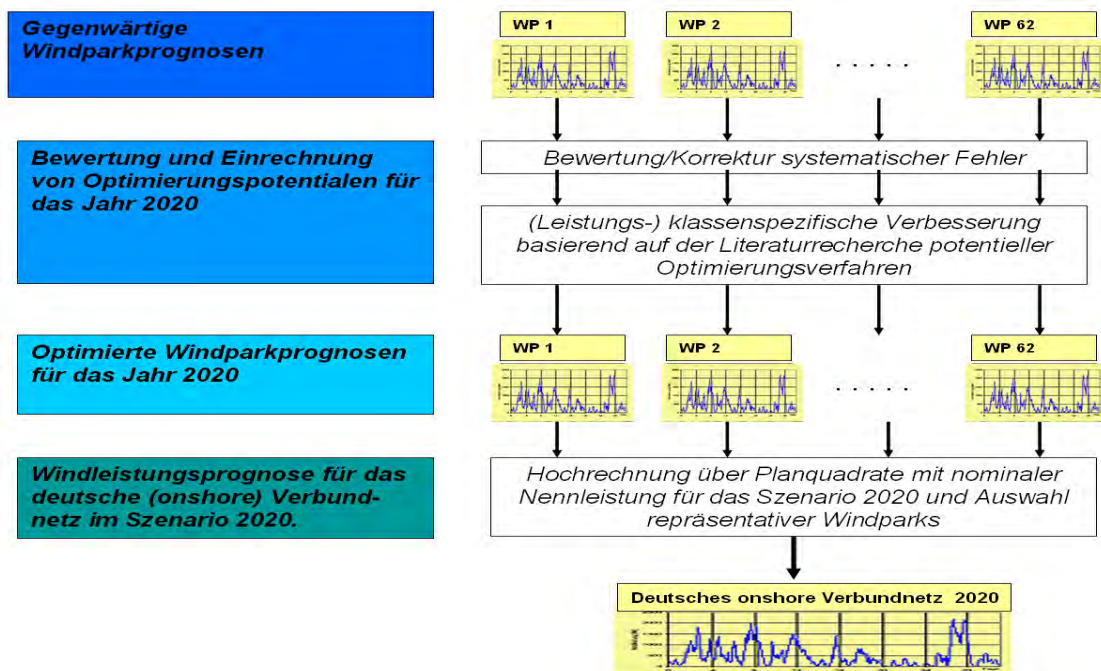 Gegenwärtige
Windparkprognosen
WP 1
WP 2
. . . . .
WP 62
Bewertung und Einrechnung
von Optimierungspotentialen für
das Jahr 2020
Bewertung/Korrektur systematischer Fehler
(Leistungs-) klassenspezifische Verbesserung
basierend auf der Literaturrecherche potentieller
Optimierungsverfahren
Optimierte Windparkprognosen
für das Jahr 2020
WP 1
WP 2
. . . . .
WP 62
Windleistungsprognose für das
deutsche (onshore) Verbund-
netz im Szenario 2020.
Hochrechnung über Planquadrate mit nominaler
Nennleistung für das Szenario 2020 und Auswahl
repräsentativer Windparks
Deutsches onshore Verbundnetz 2020